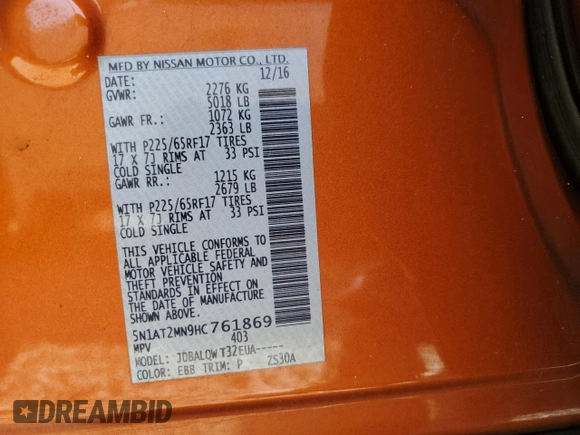 MFD BY NISSAN MOTOR CO., LTD.
DATE: 12/16
GVWR: 2276 KG
5018 LB
GAWR FR.: 1072 KG
2363 LB
WITH P225/65RF17 TIRES
17 X 7J RIMS AT 33 PSI
COLD SINGLE
GAWR RR.: 1215 KG
2679 LB
WITH P225/65RF17 TIRES
17 X 7J RIMS AT 33 PSI
COLD SINGLE
THIS VEHICLE CONFORMS TO
ALL APPLICABLE FEDERAL
MOTOR VEHICLE SAFETY AND
THEFT PREVENTION
STANDARDS IN EFFECT ON
THE DATE OF MANUFACTURE
SHOWN ABOVE.
5N1AT2MN9HC761869
MPV 403
MODEL: JDBALQWT32EUA-----
COLOR: EBB TRIM: P ZS30A
DREAMBID